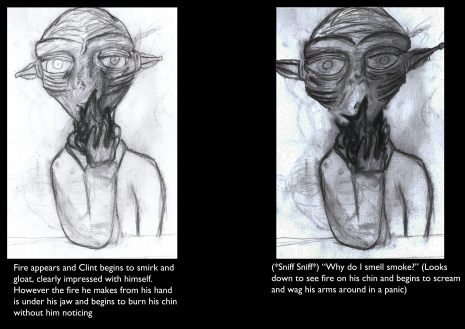 Fire appears and Clint begins to smirk and
gloat, clearly impressed with himself.
However the fire he makes from his hand
is under his jaw and begins to burn his chin
without him noticing
(*Sniff Sniff*) “Why do I smell smoke?” (Looks
down to see fire on his chin and begins to scream
and wag his arms around in a panic)